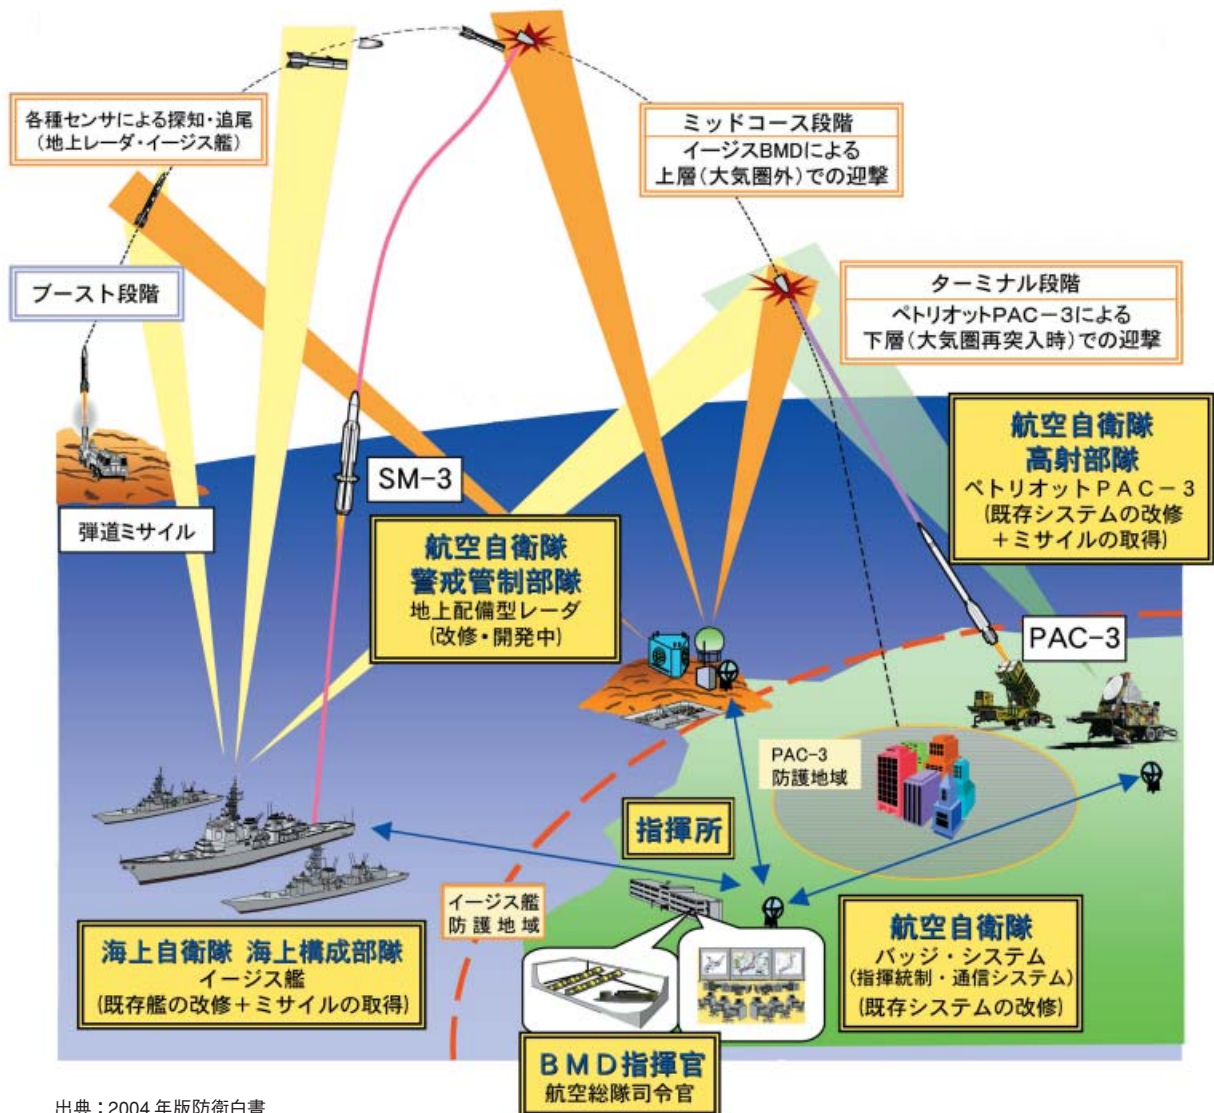 各種センサによる探知・追尾
(地上レーダ・イージス艦)
ミッドコース段階
イージスBMDによる
上層(大気圏外)での迎撃
ブースト段階
ターミナル段階
ペトリオットPAC-3による
下層(大気圏再突入時)での迎撃
弾道ミサイル
SM-3
航空自衛隊
警戒管制部隊
地上配備型レーダ
(改修・開発中)
航空自衛隊
高射部隊
ペトリオットPAC-3
(既存システムの改修
+ミサイルの取得)
PAC-3
PAC-3
防護地域
指揮所
イージス艦
防護地域
海上自衛隊 海上構成部隊
イージス艦
(既存艦の改修+ミサイルの取得)
航空自衛隊
バッジ・システム
(指揮統制・通信システム)
(既存システムの改修)
BMD指揮官
航空総隊司令官
出典:2004年版防衛白書